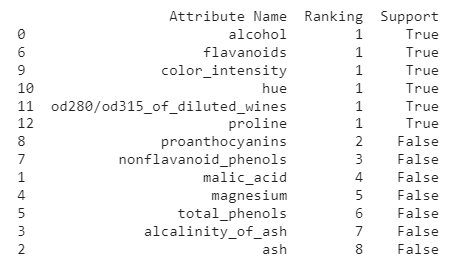 Attribute Name Ranking Support
0 alcohol 1 True
6 flavanoids 1 True
9 color_intensity 1 True
10 hue 1 True
11 od280/od315_of_diluted_wines 1 True
12 proline 1 True
8 proanthocyanins 2 False
7 nonflavanoid_phenols 3 False
1 malic_acid 4 False
4 magnesium 5 False
5 total_phenols 6 False
3 alcalinity_of_ash 7 False
2 ash 8 False